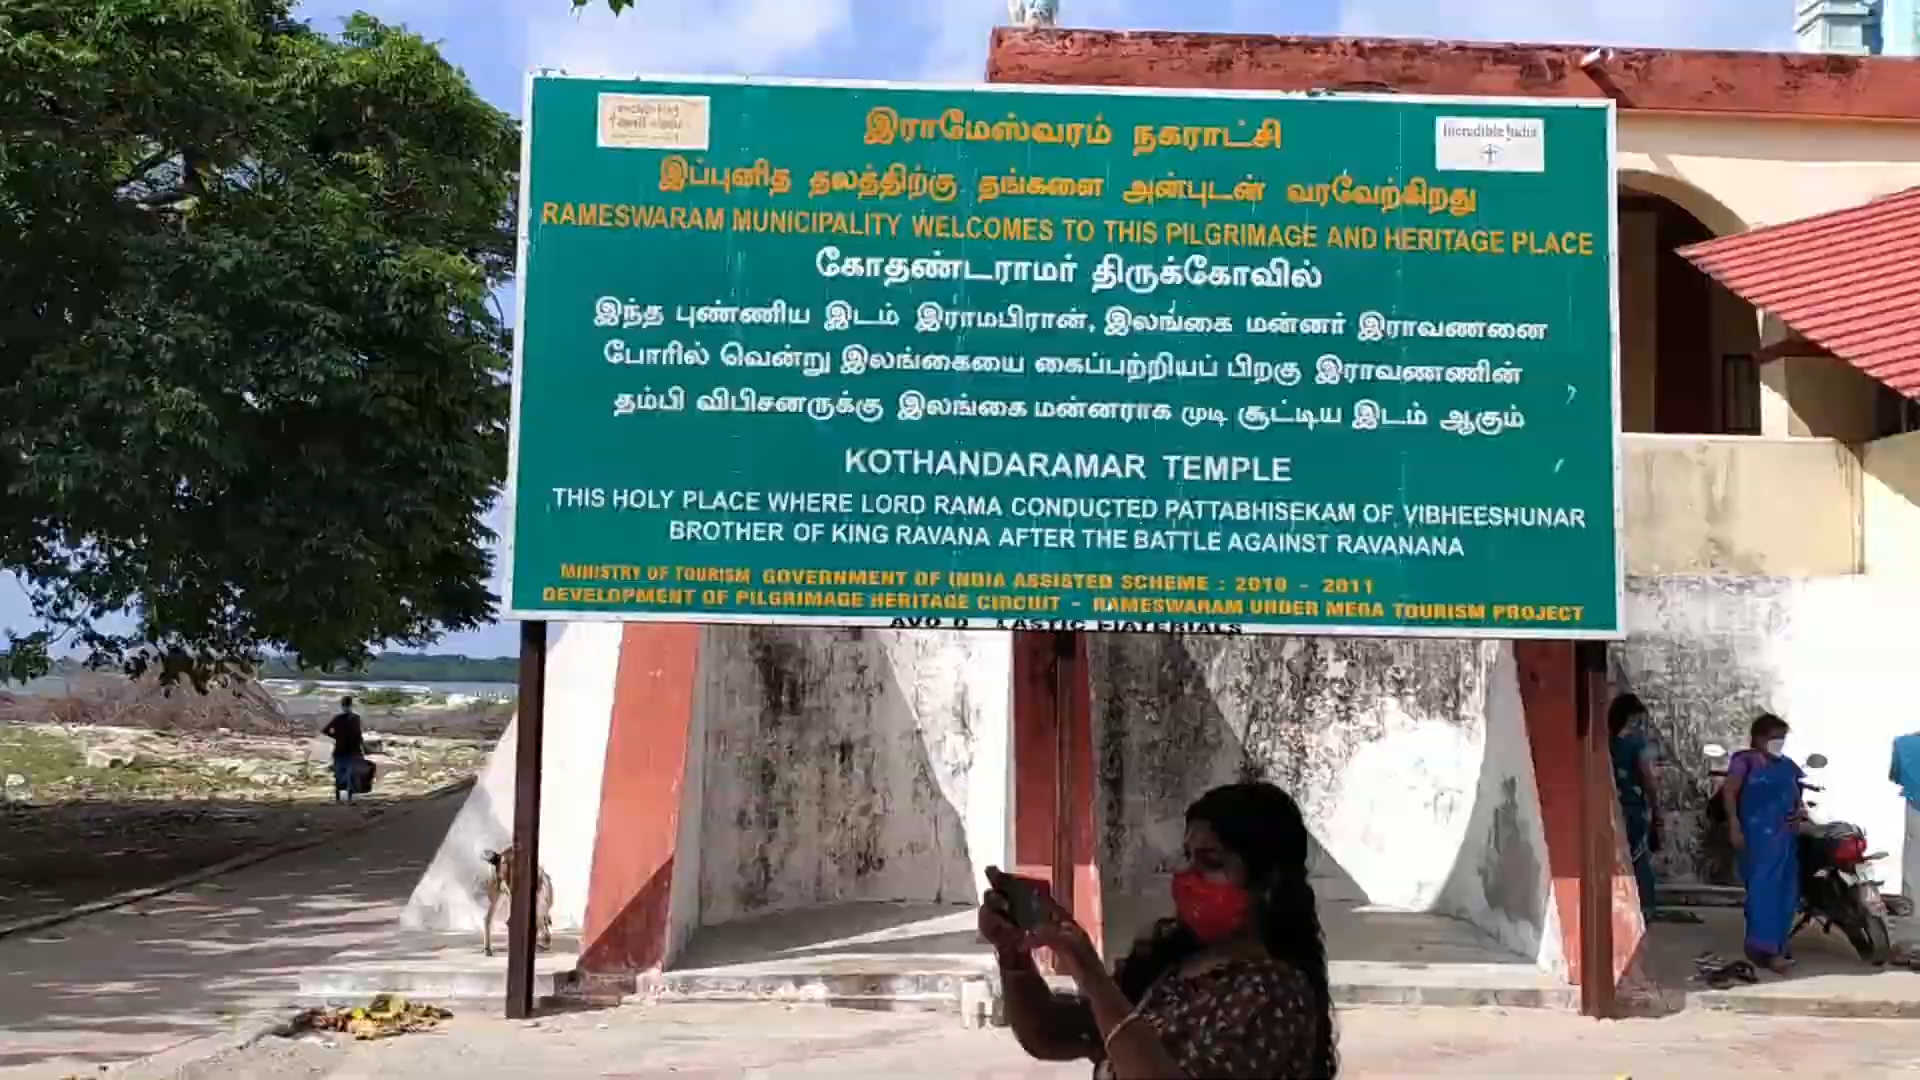 இராமேஸ்வரம் நகராட்சி
இப்புனித தலத்திற்கு தங்களை அன்புடன் வரவேற்கிறது
RAMESWARAM MUNICIPALITY WELCOMES TO THIS PILGRIMAGE AND HERITAGE PLACE
கோதண்டராமர் திருக்கோவில்
இந்த புண்ணிய இடம் இராமபிரான், இலங்கை மன்னர் இராவணனை
போரில் வென்று இலங்கையை கைப்பற்றியப் பிறகு இராவணணின்
தம்பி விபிசனருக்கு இலங்கை மன்னராக முடி சூட்டிய இடம் ஆகும்
KOTHANDARAMAR TEMPLE
THIS HOLY PLACE WHERE LORD RAMA CONDUCTED PATTABHISEKAM OF VIBHEESHUNAR
BROTHER OF KING RAVANA AFTER THE BATTLE AGAINST RAVANANA
MINISTRY OF TOURISM GOVERNMENT OF INDIA ASSISTED SCHEME : 2010 - 2011
DEVELOPMENT OF PILGRIMAGE HERITAGE CIRCUIT - RAMESWARAM UNDER MEGA TOURISM PROJECT
Incredible India
MATERIALS